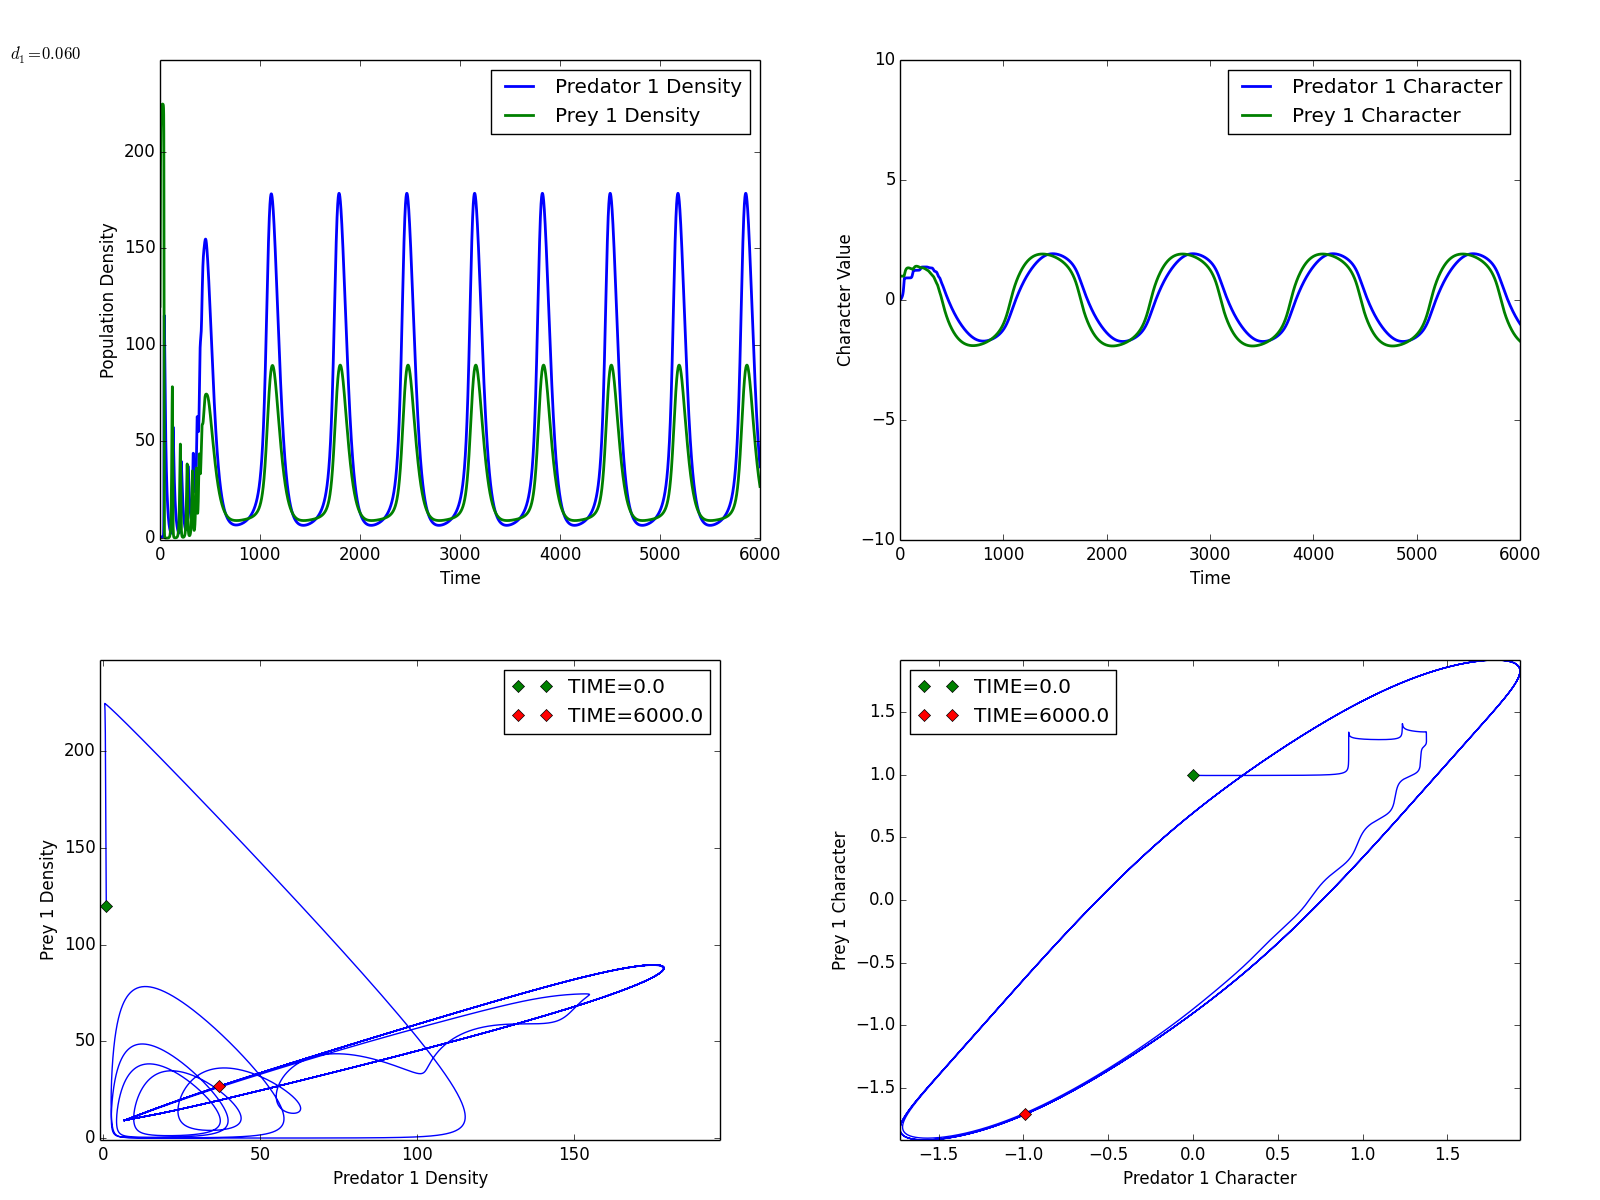 d₁=0.060
Predator 1 Density
Prey 1 Density
200
150
100
50
0
Population Density
0 1000 2000 3000 4000 5000 6000
Time
Predator 1 Character
Prey 1 Character
10
5
0
−5
−10
Character Value
0 1000 2000 3000 4000 5000 6000
Time
TIME=0.0
TIME=6000.0
200
150
100
50
0
Prey 1 Density
0 50 100 150
Predator 1 Density
TIME=0.0
TIME=6000.0
1.5
1.0
0.5
0.0
−0.5
−1.0
−1.5
Prey 1 Character
−1.5 −1.0 −0.5 0.0 0.5 1.0 1.5
Predator 1 Character